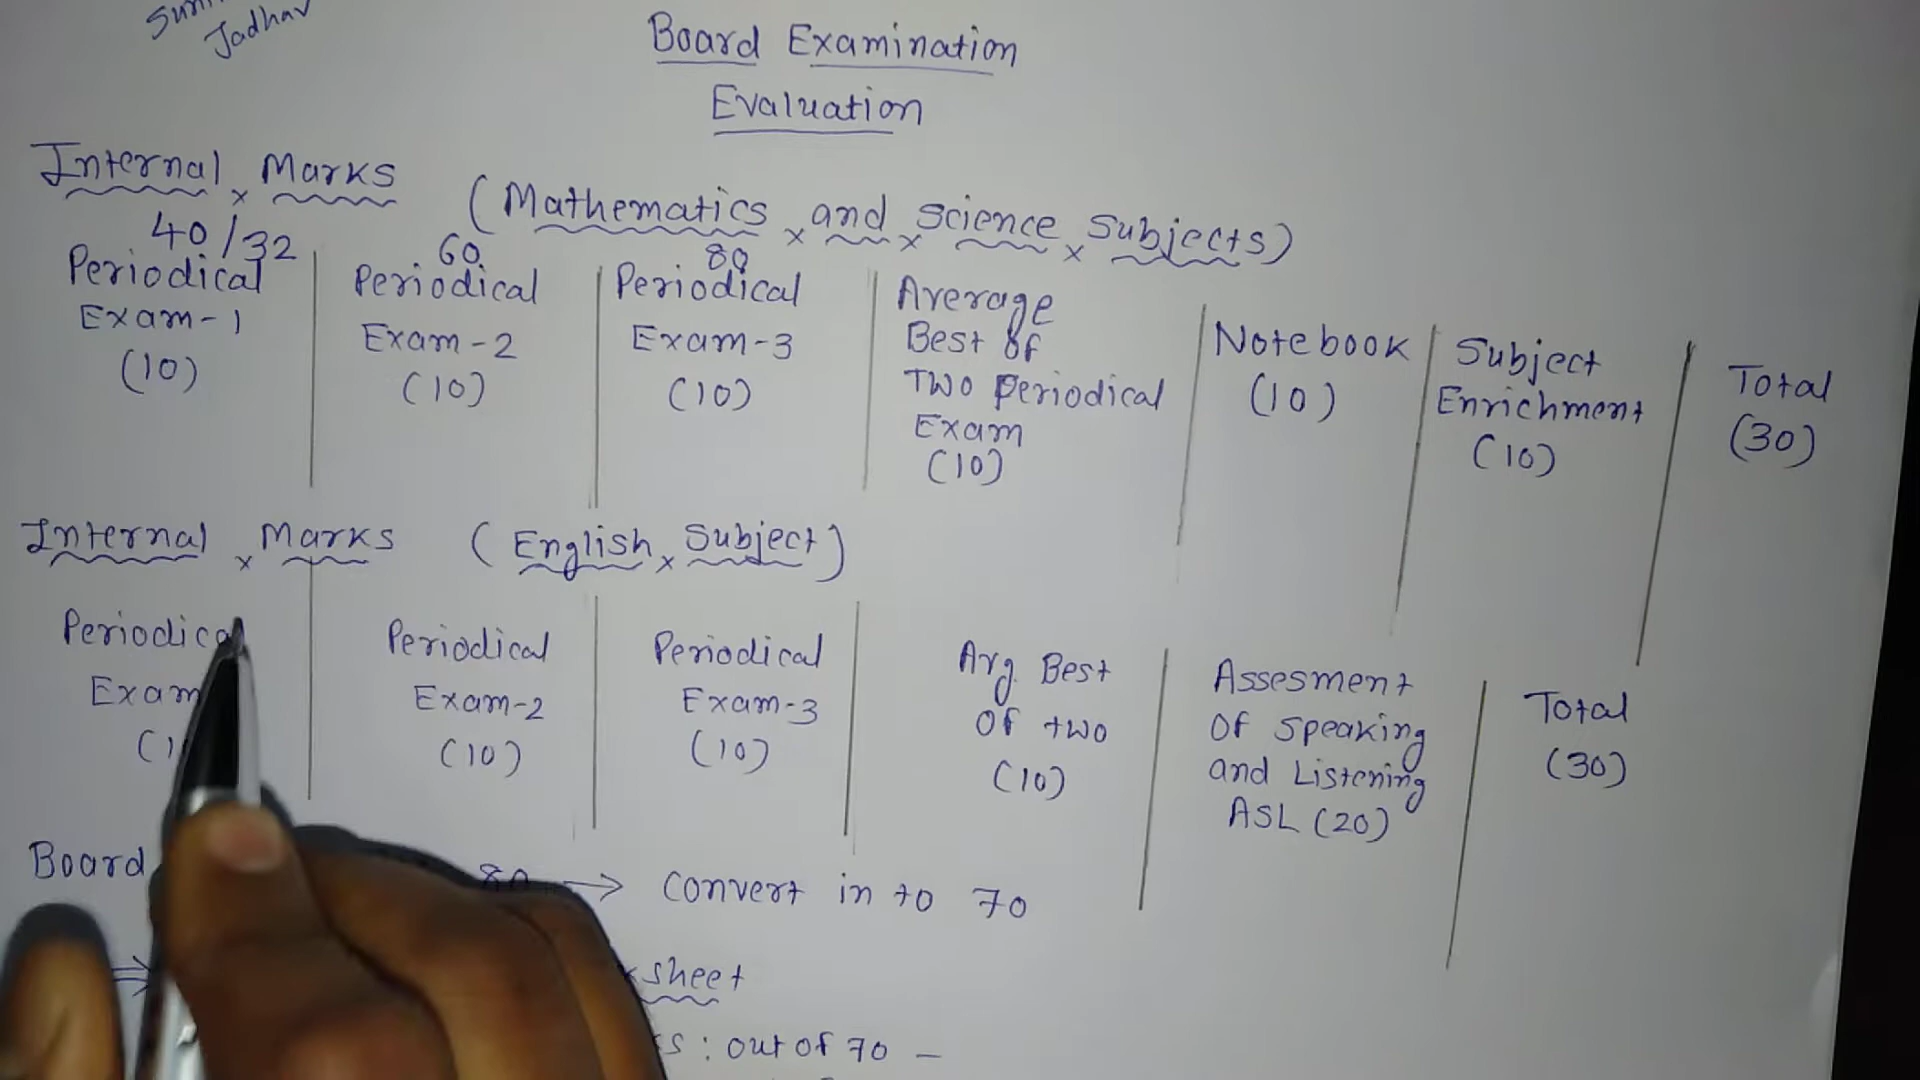 Jadhav
Board Examination
Evaluation
Internal Marks (Mathematics and Science Subjects)
40/32
Periodical
Exam-1
(10)
60
Periodical
Exam-2
(10)
80
Periodical
Exam-3
(10)
Average
Best of
Two Periodical
Exam
(10)
Notebook
(10)
Subject
Enrichment
(10)
Total
(30)
Internal Marks (English Subject)
Periodical
Exam
Periodical
Exam-2
(10)
Periodical
Exam-3
(10)
Avg. Best
Of two
(10)
Assesment
Of Speaking
and Listening
ASL (20)
Total
(30)
Board 80 → Convert in to 70
sheet
: out of 70 -